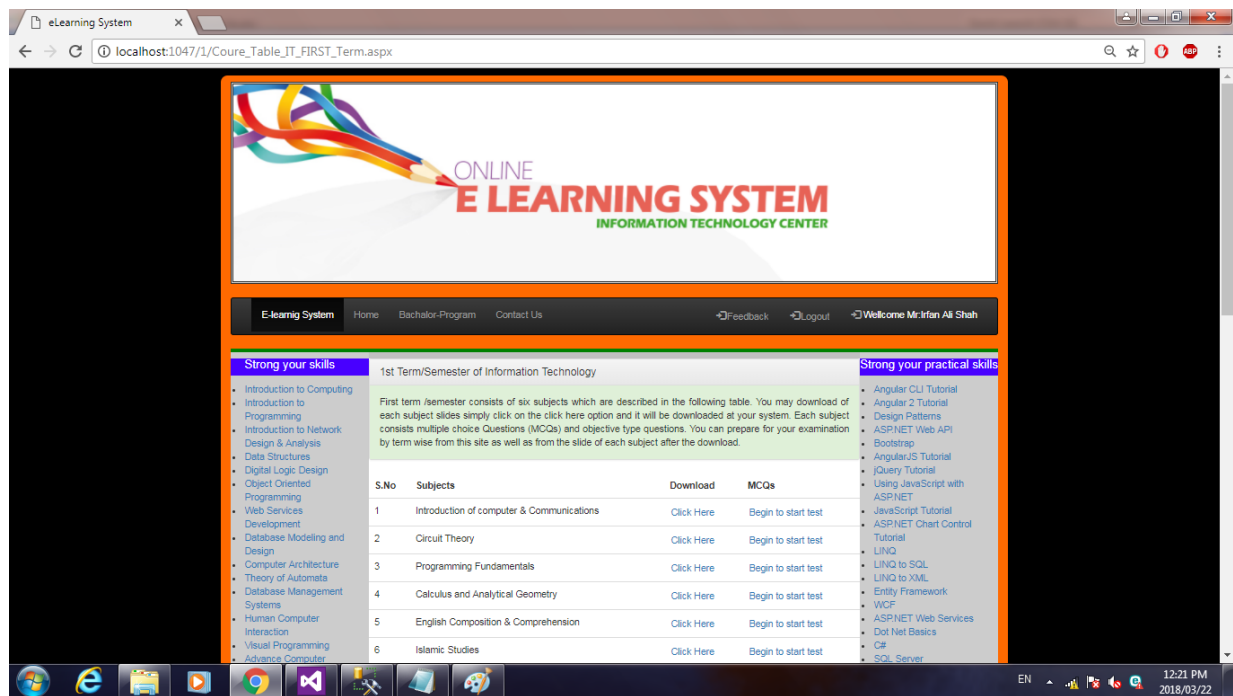 eLearning System
localhost:1047/1/Coure_Table_IT_FIRST_Term.aspx
ABP
ONLINE
E LEARNING SYSTEM
INFORMATION TECHNOLOGY CENTER
E-learnig System Home Bachalor-Program Contact Us Feedback Logout Wellcome Mr:Irfan Ali Shah
Strong your skills
Introduction to Computing
Introduction to
Programming
Introduction to Network
Design & Analysis
Data Structures
Digital Logic Design
Object Oriented
Programming
Web Services
Development
Database Modeling and
Design
Computer Architecture
Theory of Automata
Database Management
Systems
Human Computer
Interaction
Visual Programming
Advance Computer
1st Term/Semester of Information Technology
First term /semester consists of six subjects which are described in the following table. You may download of
each subject slides simply click on the click here option and it will be downloaded at your system. Each subject
consists multiple choice Questions (MCQs) and objective type questions. You can prepare for your examination
by term wise from this site as well as from the slide of each subject after the download.
S.No Subjects Download MCQs
1 Introduction of computer & Communications Click Here Begin to start test
2 Circuit Theory Click Here Begin to start test
3 Programming Fundamentals Click Here Begin to start test
4 Calculus and Analytical Geometry Click Here Begin to start test
5 English Composition & Comprehension Click Here Begin to start test
6 Islamic Studies Click Here Begin to start test
Strong your practical skills
Angular CLI Tutorial
Angular 2 Tutorial
Design Patterns
ASP.NET Web API
Bootstrap
AngularJS Tutorial
jQuery Tutorial
Using JavaScript with
ASP.NET
JavaScript Tutorial
ASP.NET Chart Control
Tutorial
LINQ
LINQ to SQL
LINQ to XML
Entity Framework
WCF
ASP.NET Web Services
Dot Net Basics
C#
SQL Server
EN
12:21 PM
2018/03/22